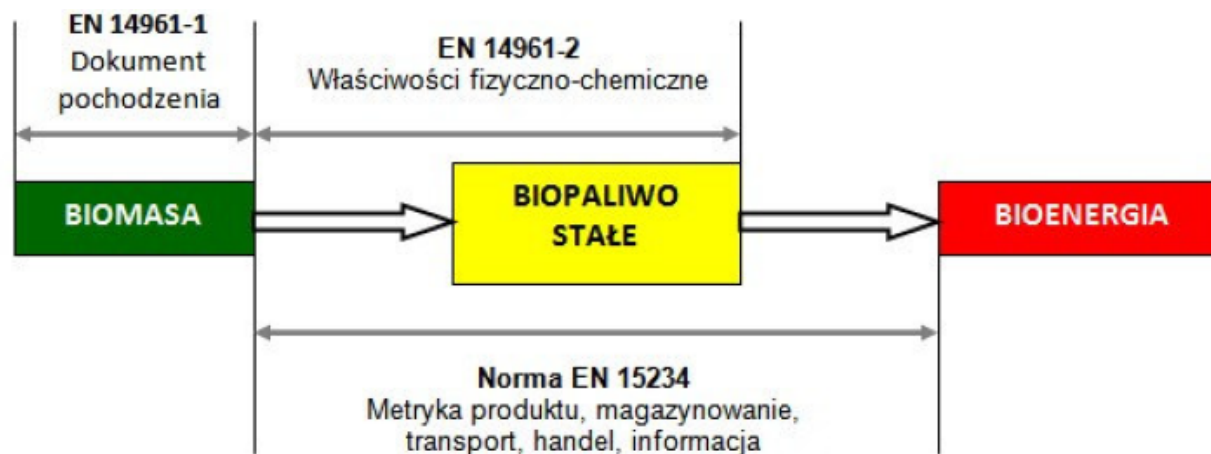 EN 14961-1
Dokument
pochodzenia
EN 14961-2
Właściwości fizyczno-chemiczne
BIOMASA
BIOPALIWO
STAŁE
BIOENERGIA
Norma EN 15234
Metryka produktu, magazynowanie,
transport, handel, informacja